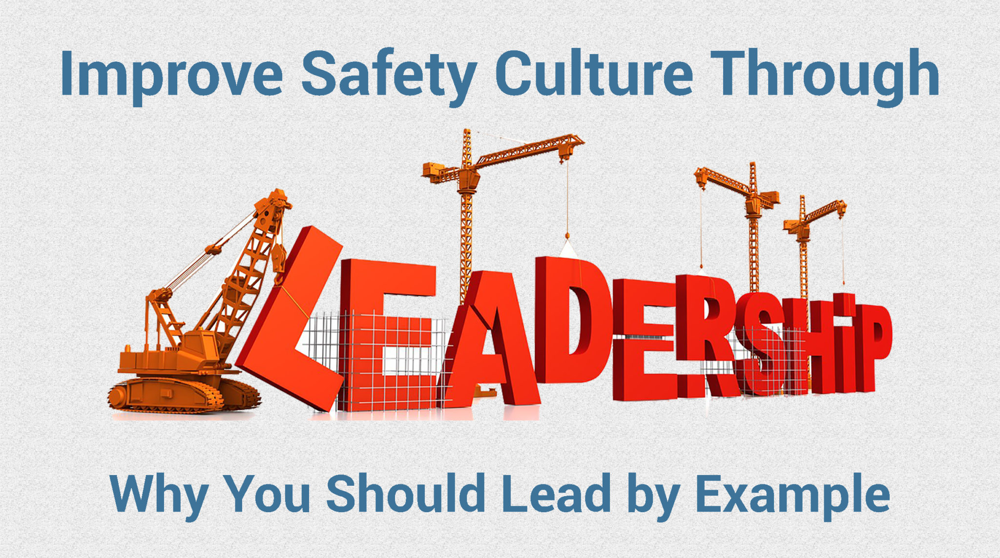 Improve Safety Culture Through
LEADERSHiP
Why You Should Lead by Example